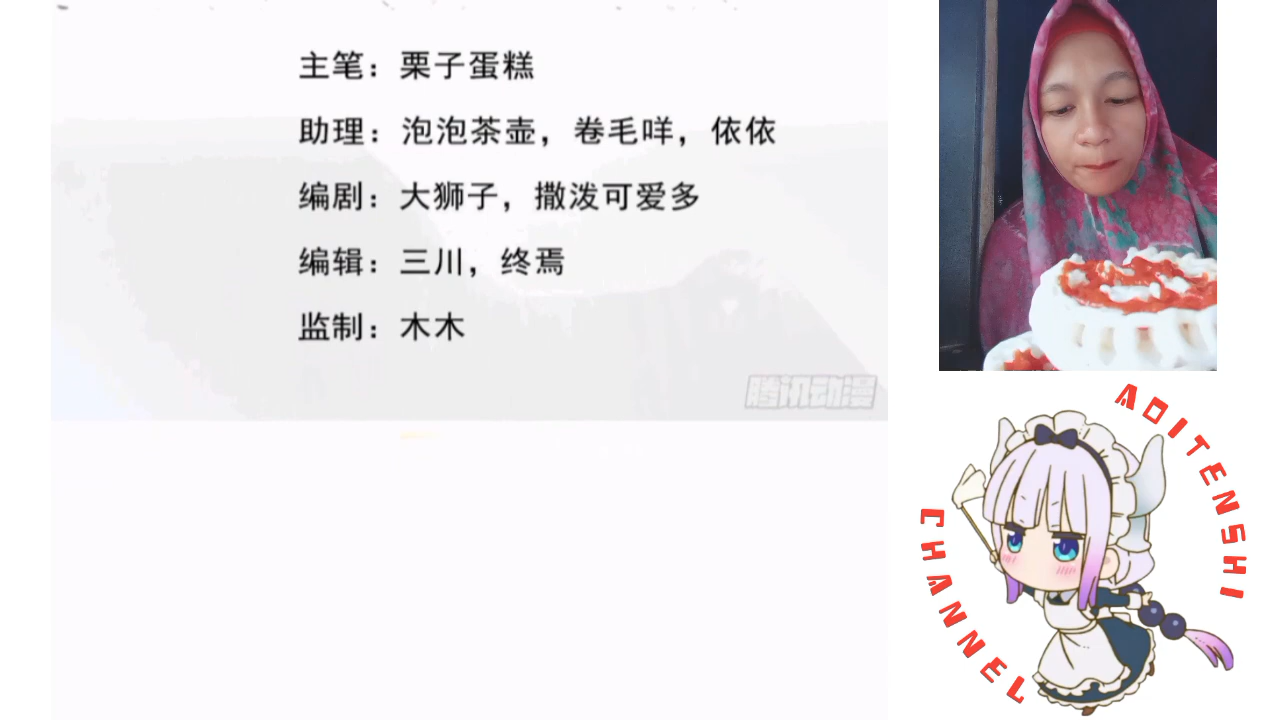 主笔：栗子蛋糕
助理：泡泡茶壶，卷毛咩，依依
编剧：大狮子，撒泼可爱多
编辑：三川，终焉
监制：木木
腾讯动漫
AOITENSHI
CHANNEL